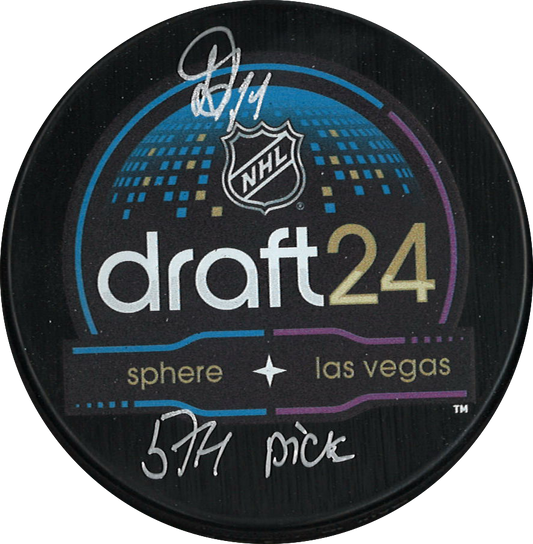 NHL
®
draft24
sphere las vegas
TM
5TH PICK